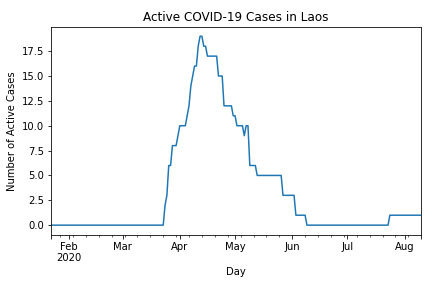 Active COVID-19 Cases in Laos
Number of Active Cases
17.5
15.0
12.5
10.0
7.5
5.0
2.5
0.0
Feb Mar Apr May Jun Jul Aug
2020
Day